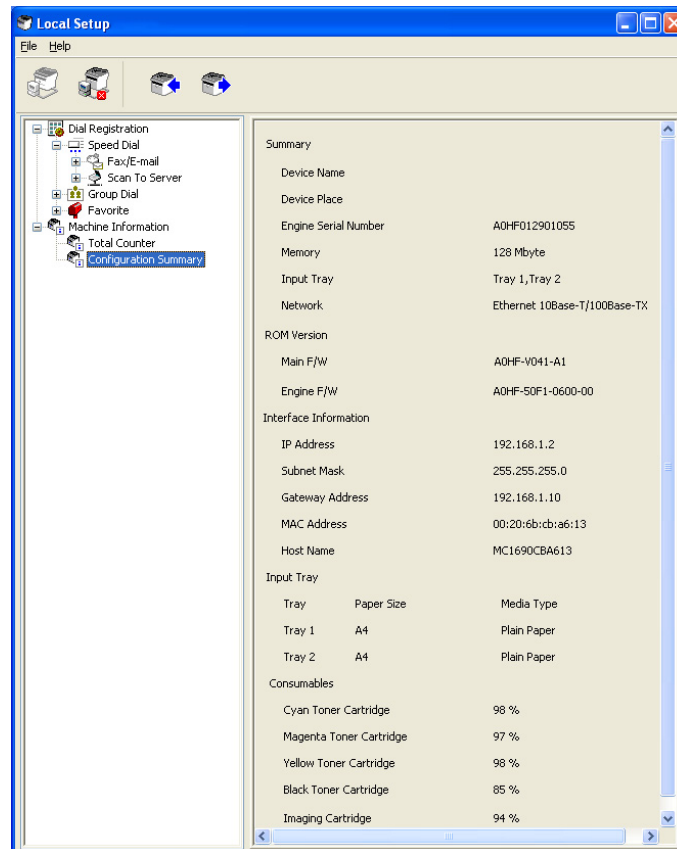 Local Setup
File Help
Dial Registration
Speed Dial
Fax/E-mail
Scan To Server
Group Dial
Favorite
Machine Information
Total Counter
Configuration Summary
Summary
Device Name
Device Place
Engine Serial Number A0HF012901055
Memory 128 Mbyte
Input Tray Tray 1,Tray 2
Network Ethernet 10Base-T/100Base-TX
ROM Version
Main F/W A0HF-V041-A1
Engine F/W A0HF-50F1-0600-00
Interface Information
IP Address 192.168.1.2
Subnet Mask 255.255.255.0
Gateway Address 192.168.1.10
MAC Address 00:20:6b:cb:a6:13
Host Name MC1690CBA613
Input Tray
Tray Paper Size Media Type
Tray 1 A4 Plain Paper
Tray 2 A4 Plain Paper
Consumables
Cyan Toner Cartridge 98 %
Magenta Toner Cartridge 97 %
Yellow Toner Cartridge 98 %
Black Toner Cartridge 85 %
Imaging Cartridge 94 %